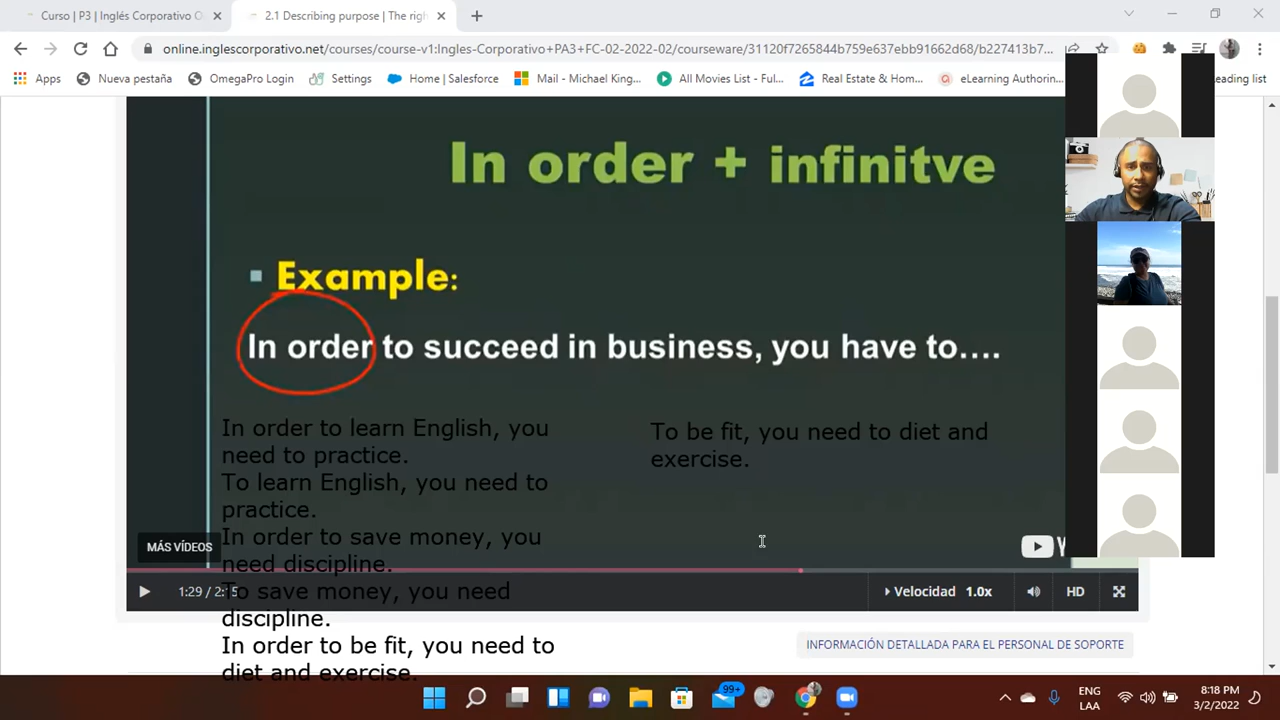 Curso | P3 | Inglés Corporativo O
2.1 Describing purpose | The righ
online.inglescorporativo.net/courses/course-v1:Ingles-Corporativo+PA3+FC-02-2022-02/courseware/31120f7265844b759e637ebb91662d68/b227413b7...
Apps
Nueva pestaña
OmegaPro Login
Settings
Home | Salesforce
Mail - Michael King...
All Movies List - Ful...
Real Estate & Hom...
eLearning Authorin...
eading list
In order + infinitve
Example:
In order to succeed in business, you have to....
In order to learn English, you
need to practice.
To learn English, you need to
practice.
In order to save money, you
need discipline.
To save money, you need
discipline.
In order to be fit, you need to
diet and exercise.
To be fit, you need to diet and
exercise.
MÁS VÍDEOS
1:29 / 2:15
Velocidad 1.0x
HD
INFORMACIÓN DETALLADA PARA EL PERSONAL DE SOPORTE
99+
ENG
LAA
8:18 PM
3/2/2022